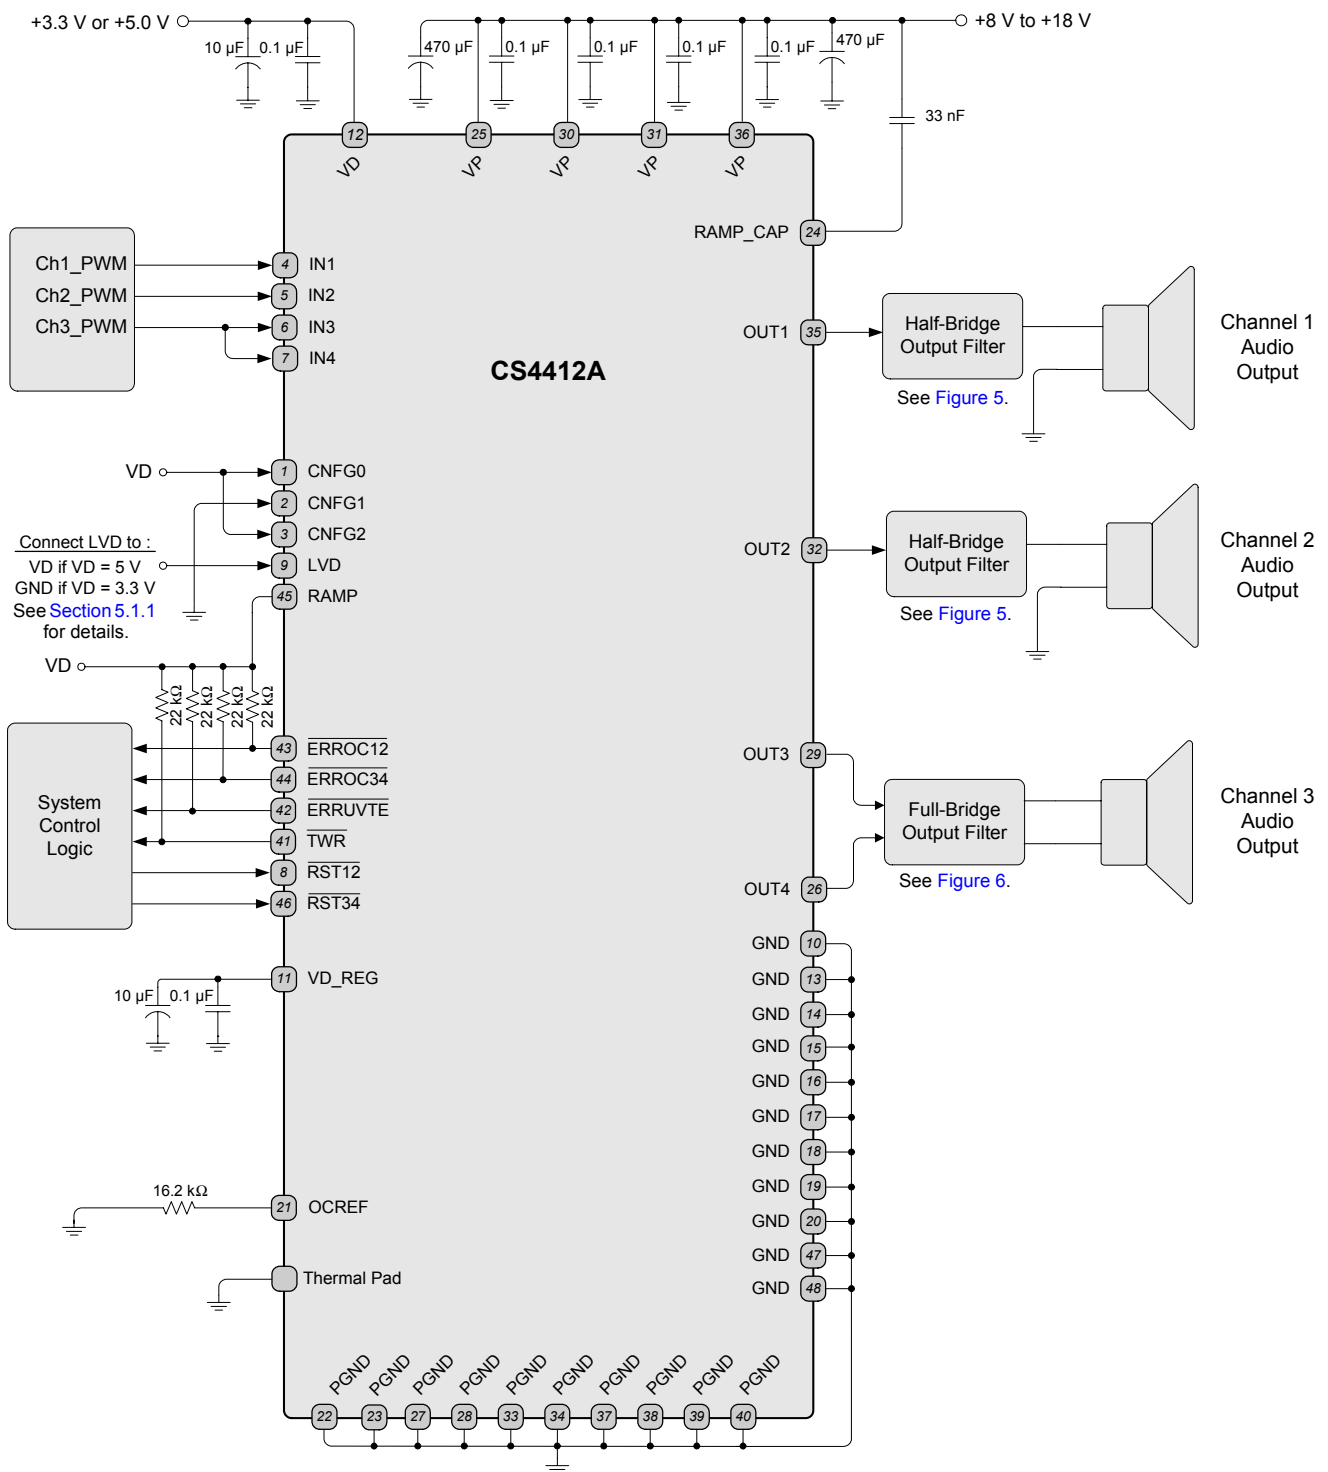 +3.3 V or +5.0 V
+8 V to +18 V
10 µF
0.1 µF
470 µF
0.1 µF
0.1 µF
0.1 µF
0.1 µF
470 µF
33 nF
12
25
30
31
36
VD
VP
VP
VP
VP
RAMP_CAP
24
Ch1_PWM
4
IN1
Ch2_PWM
5
IN2
Ch3_PWM
6
IN3
7
IN4
CS4412A
OUT1
35
Half-Bridge
Output Filter
See Figure 5.
Channel 1
Audio
Output
VD
1
CNFG0
2
CNFG1
3
CNFG2
Connect LVD to :
VD if VD = 5 V
GND if VD = 3.3 V
See Section 5.1.1
for details.
9
LVD
45
RAMP
OUT2
32
Half-Bridge
Output Filter
See Figure 5.
Channel 2
Audio
Output
VD
22 kΩ
22 kΩ
22 kΩ
22 kΩ
System
Control
Logic
43
ERROC12
44
ERROC34
42
ERRUVTE
41
TWR
8
RST12
46
RST34
OUT3
29
Full-Bridge
Output Filter
See Figure 6.
OUT4
26
Channel 3
Audio
Output
10 µF
0.1 µF
11
VD_REG
GND
10
GND
13
GND
14
GND
15
GND
16
GND
17
GND
18
GND
19
GND
20
GND
47
GND
48
16.2 kΩ
21
OCREF
Thermal Pad
PGND
PGND
PGND
PGND
PGND
PGND
PGND
PGND
PGND
PGND
22
23
27
28
33
34
37
38
39
40